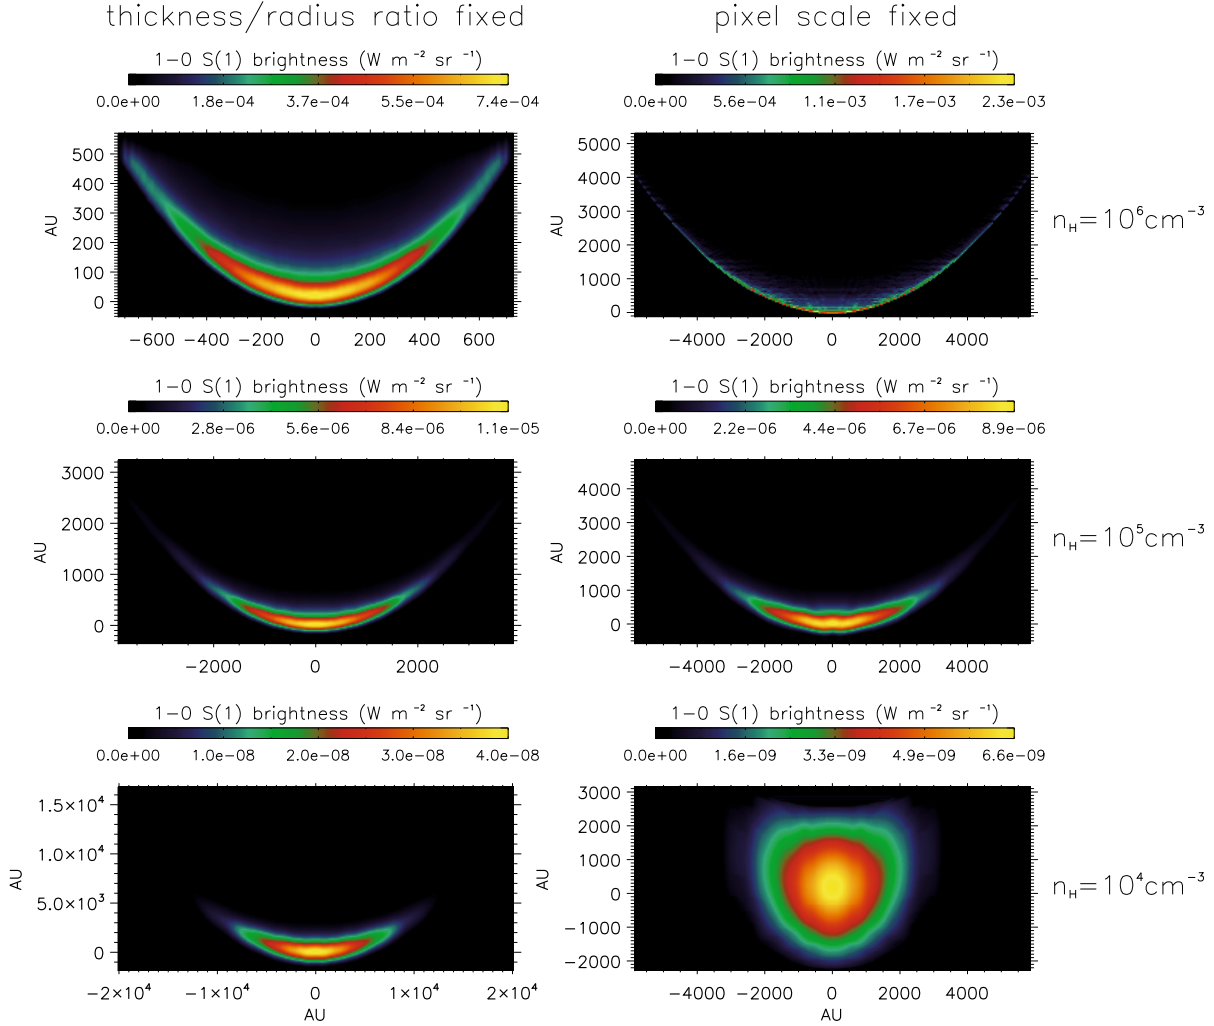 thickness/radius ratio fixed
pixel scale fixed
1-0 S(1) brightness (W m⁻² sr ⁻¹)
0.0e+00 1.8e-04 3.7e-04 5.5e-04 7.4e-04
1-0 S(1) brightness (W m⁻² sr ⁻¹)
0.0e+00 5.6e-04 1.1e-03 1.7e-03 2.3e-03
500
400
300
200
100
0
AU
-600 -400 -200 0 200 400 600
5000
4000
3000
2000
1000
0
AU
-4000 -2000 0 2000 4000
n_H=10⁶cm⁻³
1-0 S(1) brightness (W m⁻² sr ⁻¹)
0.0e+00 2.8e-06 5.6e-06 8.4e-06 1.1e-05
1-0 S(1) brightness (W m⁻² sr ⁻¹)
0.0e+00 2.2e-06 4.4e-06 6.7e-06 8.9e-06
3000
2000
1000
0
AU
-2000 0 2000
4000
3000
2000
1000
0
AU
-4000 -2000 0 2000 4000
n_H=10⁵cm⁻³
1-0 S(1) brightness (W m⁻² sr ⁻¹)
0.0e+00 1.0e-08 2.0e-08 3.0e-08 4.0e-08
1-0 S(1) brightness (W m⁻² sr ⁻¹)
0.0e+00 1.6e-09 3.3e-09 4.9e-09 6.6e-09
1.5×10⁴
1.0×10⁴
5.0×10³
0
AU
-2×10⁴ -1×10⁴ 0 1×10⁴ 2×10⁴
AU
3000
2000
1000
0
-1000
-2000
AU
-4000 -2000 0 2000 4000
AU
n_H=10⁴cm⁻³